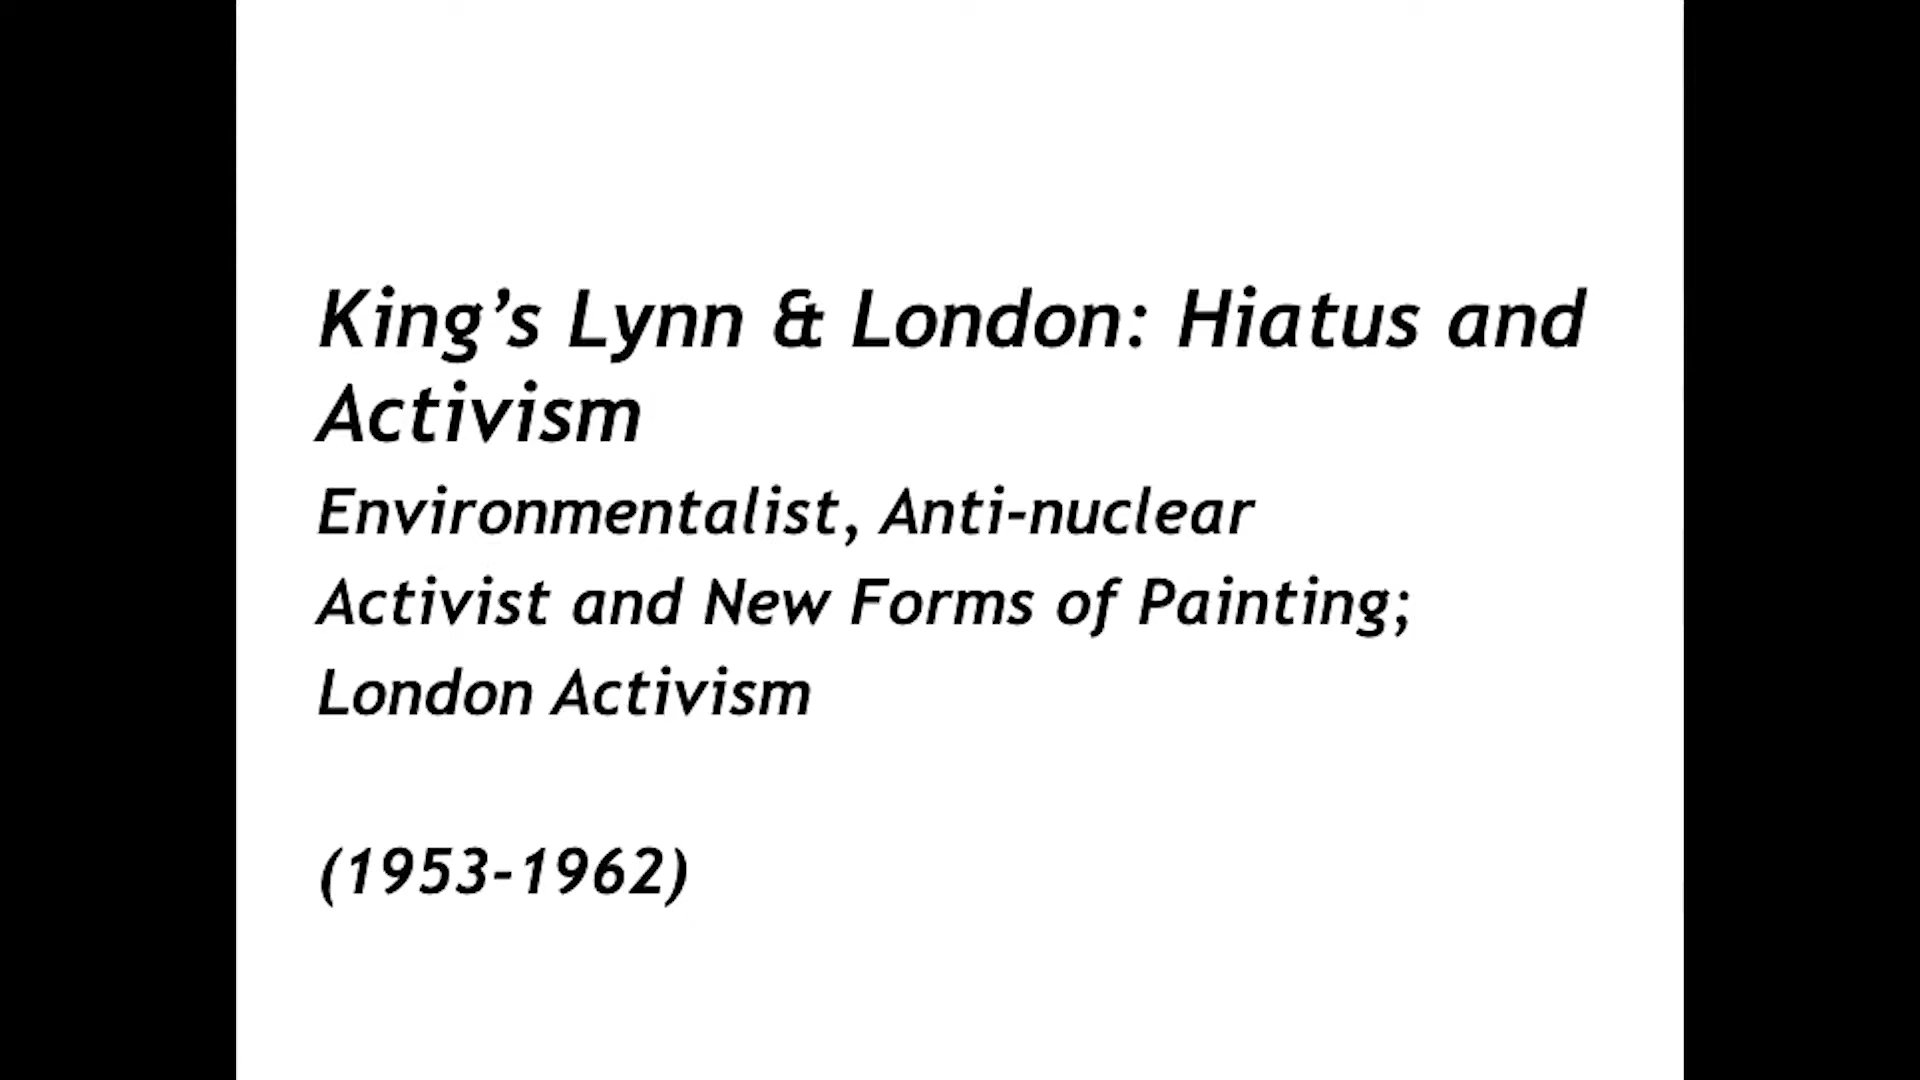 King’s Lynn & London: Hiatus and
Activism
Environmentalist, Anti-nuclear
Activist and New Forms of Painting;
London Activism
(1953-1962)